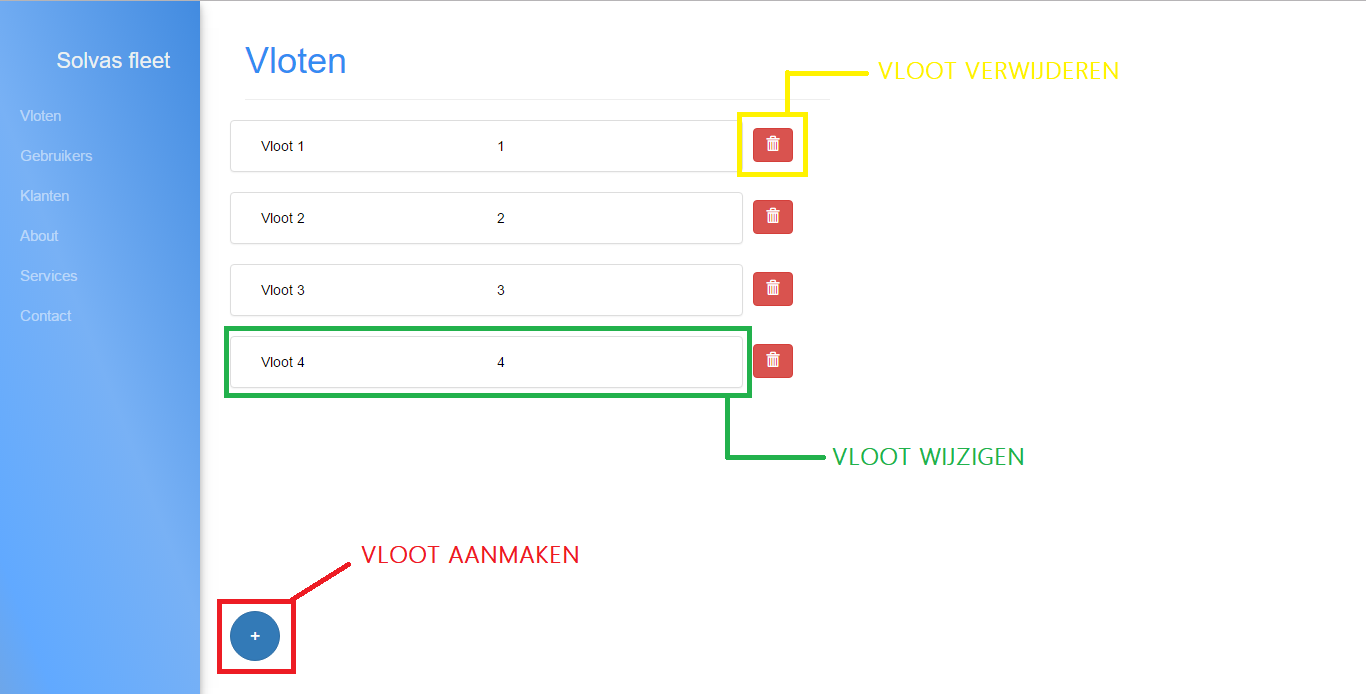 Solvas fleet
Vloten
Gebruikers
Klanten
About
Services
Contact
Vloten
VLOOT VERWIJDEREN
Vloot 1 1
Vloot 2 2
Vloot 3 3
Vloot 4 4
VLOOT WIJZIGEN
VLOOT AANMAKEN
+